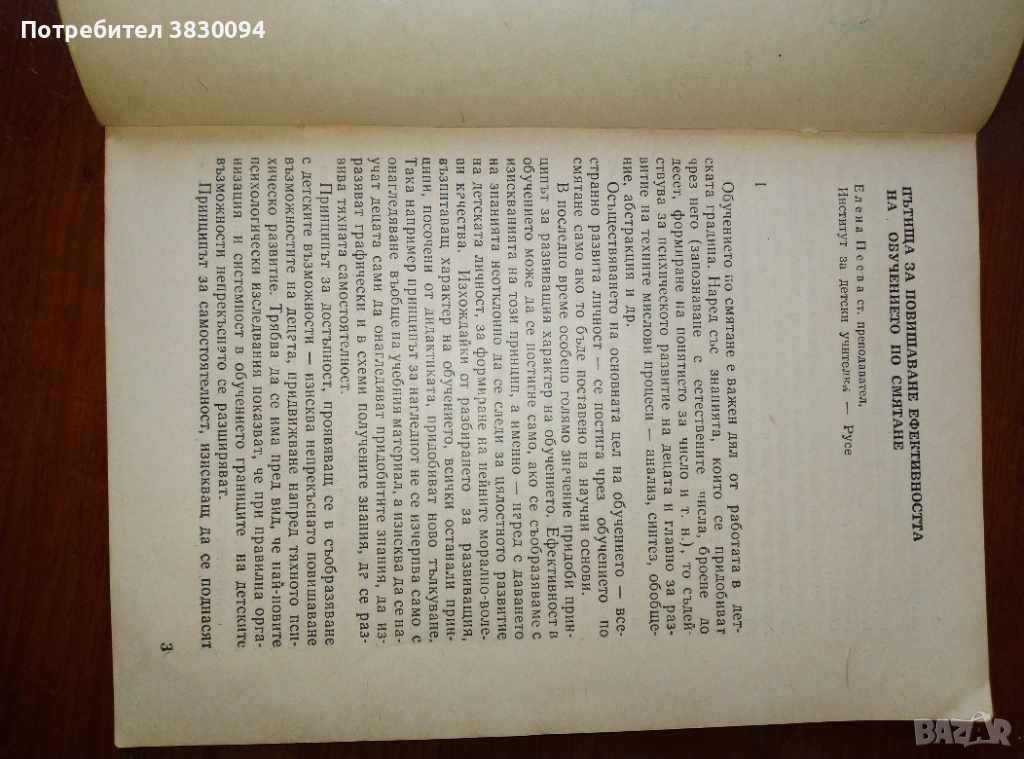 Потребител 3830094
ПЪТИЩА ЗА ПОВИШАВАНЕ ЕФЕКТИВНОСТТА
НА ОБУЧЕНИЕТО ПО СМЯТАНЕ
Елена Пеева ст. преподавател,
Институт за детски учителки — Русе
I
Обучението по смятане е важен дял от работата в дет-
ската градина. Наред със знанията, които се придобиват
чрез него (запознаване с естествените числа, броене до
десет, формиране на понятието за число и т. н.), то съдей-
ствува за психическото развитие на децата и главно за раз-
витие на техните мислови процеси — анализ, синтез, обобще-
ние, абстракция и др.
Осъществяването на основната цел на обучението — все-
странно развита личност — се постига чрез обучението по
смятане само ако то бъде поставено на научни основи.
В последно време особено голямо значение придоби прин-
ципът за развиващия характер на обучението. Ефективност в
обучението може да се постигне само, ако се съобразяваме с
изискванията на този принцип, а именно — наред с даването
на знанията неотклонно да се следи за цялостното развитие
на детската личност, за формиране на нейните морално-воле-
ви качества. Изхождайки от разбирането за развиващия,
възпитаващ характер на обучението, всички останали прин-
ципи, посочени от дидактиката, придобиват ново тълкуване.
Така например принципът за нагледност не се изчерпва само с
онагледяване въобще на учебния материал, а изисква да се на-
учат децата сами да онагледяват придобитите знания, да из-
разяват графически и в схеми получените знания, да се раз-
вива тяхната самостоятелност.
Принципът за достъпност, проявяващ се в съобразяване
с детските възможности — изисква непрекъснато повишаване
възможностите на децата, придвижване напред тяхното пси-
хическо развитие. Трябва да се има пред вид, че най-новите
психологически изследвания показват, че при правилна орга-
низация и системност в обучението границите на детските
възможности непрекъснато се разширяват.
Принципът за самостоятелност, изискващ да се поднасят
3
BAZAR